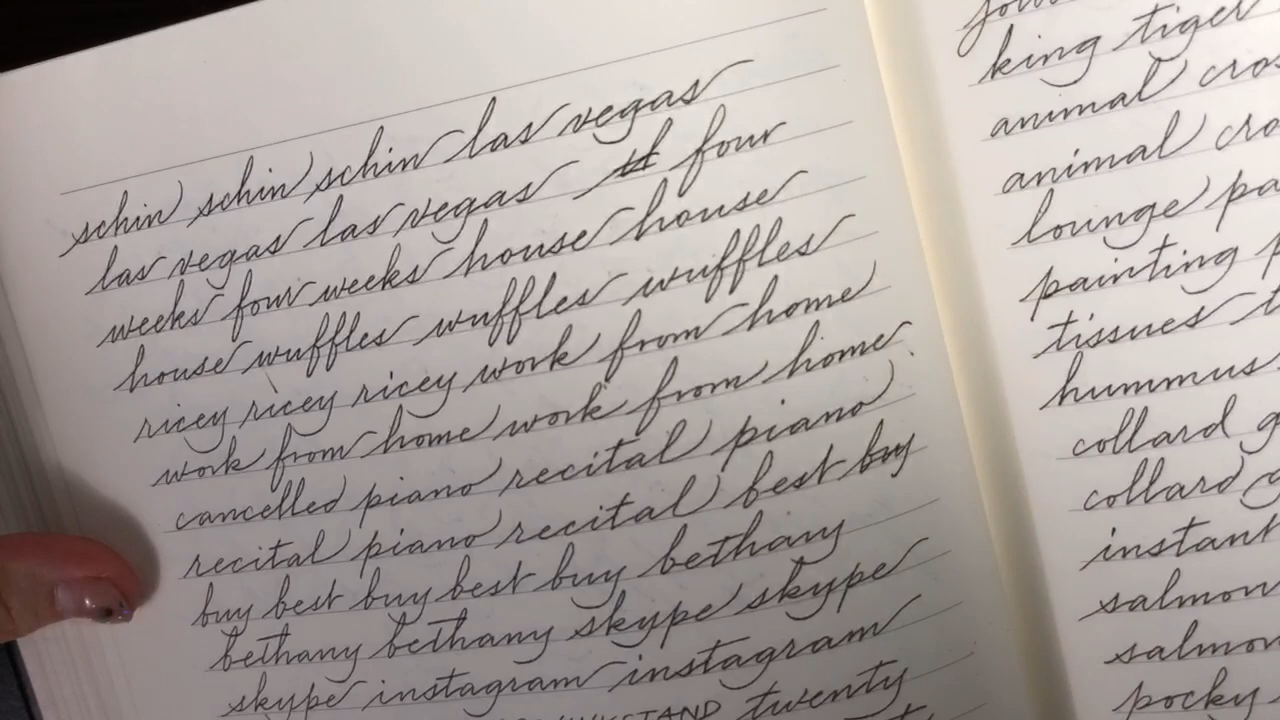 schin schin schin las vegas
las vegas las vegas four
weeks four weeks house house
house wuffles wuffles wuffles
ricey ricey ricey work from home
work from home work from home
cancelled piano recital piano
recital piano recital best buy
buy best buy best buy bethany
bethany bethany skype skype
skype instagram instagram
twenty
king tiger
animal
animal
lounge
painting
tissues
hummus
collard
collard
instant
salmon
salmon
pocky